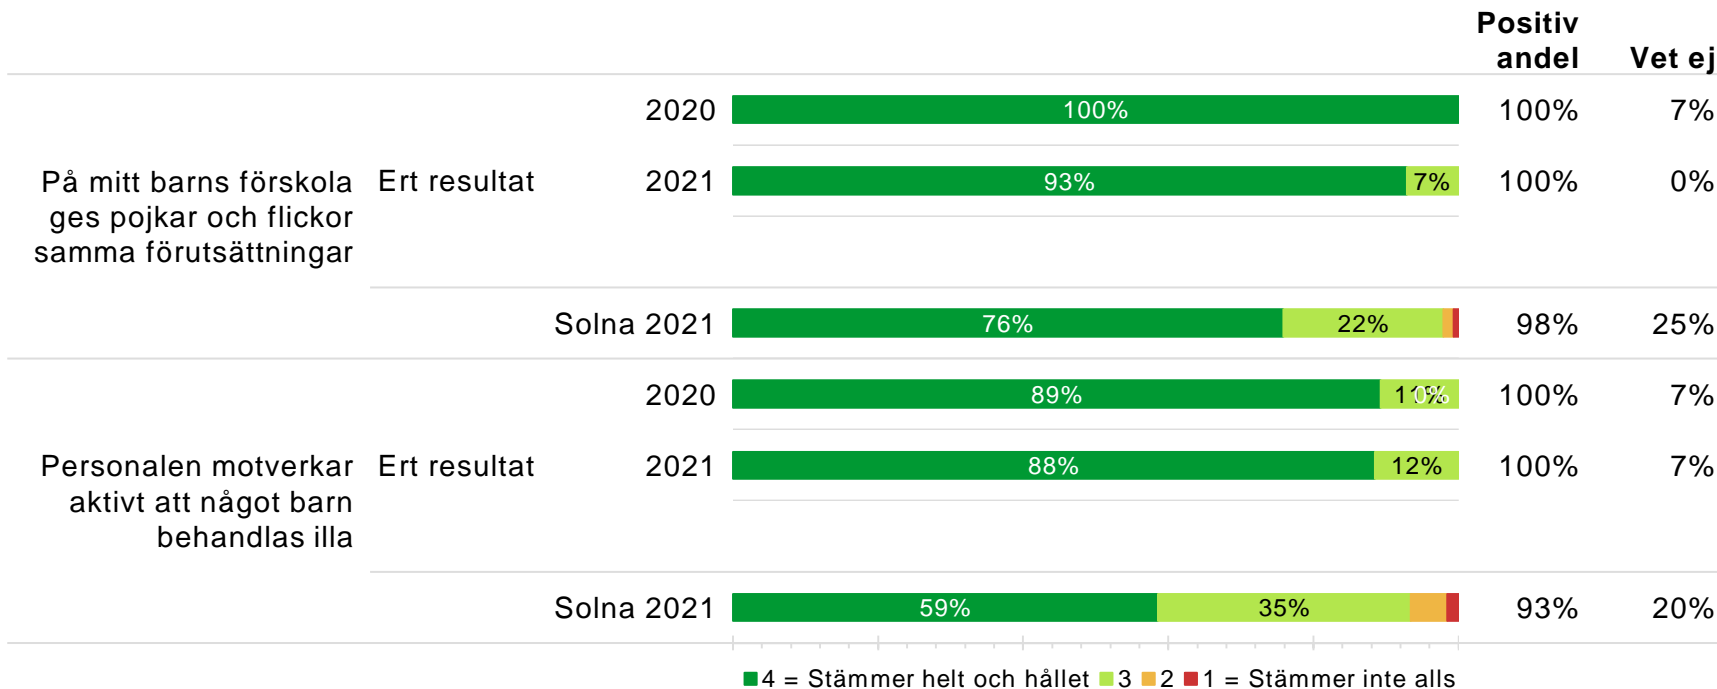 Positiv
andel Vet ej
2020 100% 100% 7%
På mitt barns förskola
ges pojkar och flickor
samma förutsättningar
Ert resultat 2021 93% 7% 100% 0%
Solna 2021 76% 22% 98% 25%
2020 89% 11% 0% 100% 7%
Personalen motverkar
aktivt att något barn
behandlas illa
Ert resultat 2021 88% 12% 100% 7%
Solna 2021 59% 35% 93% 20%
4 = Stämmer helt och hållet 3 2 1 = Stämmer inte alls